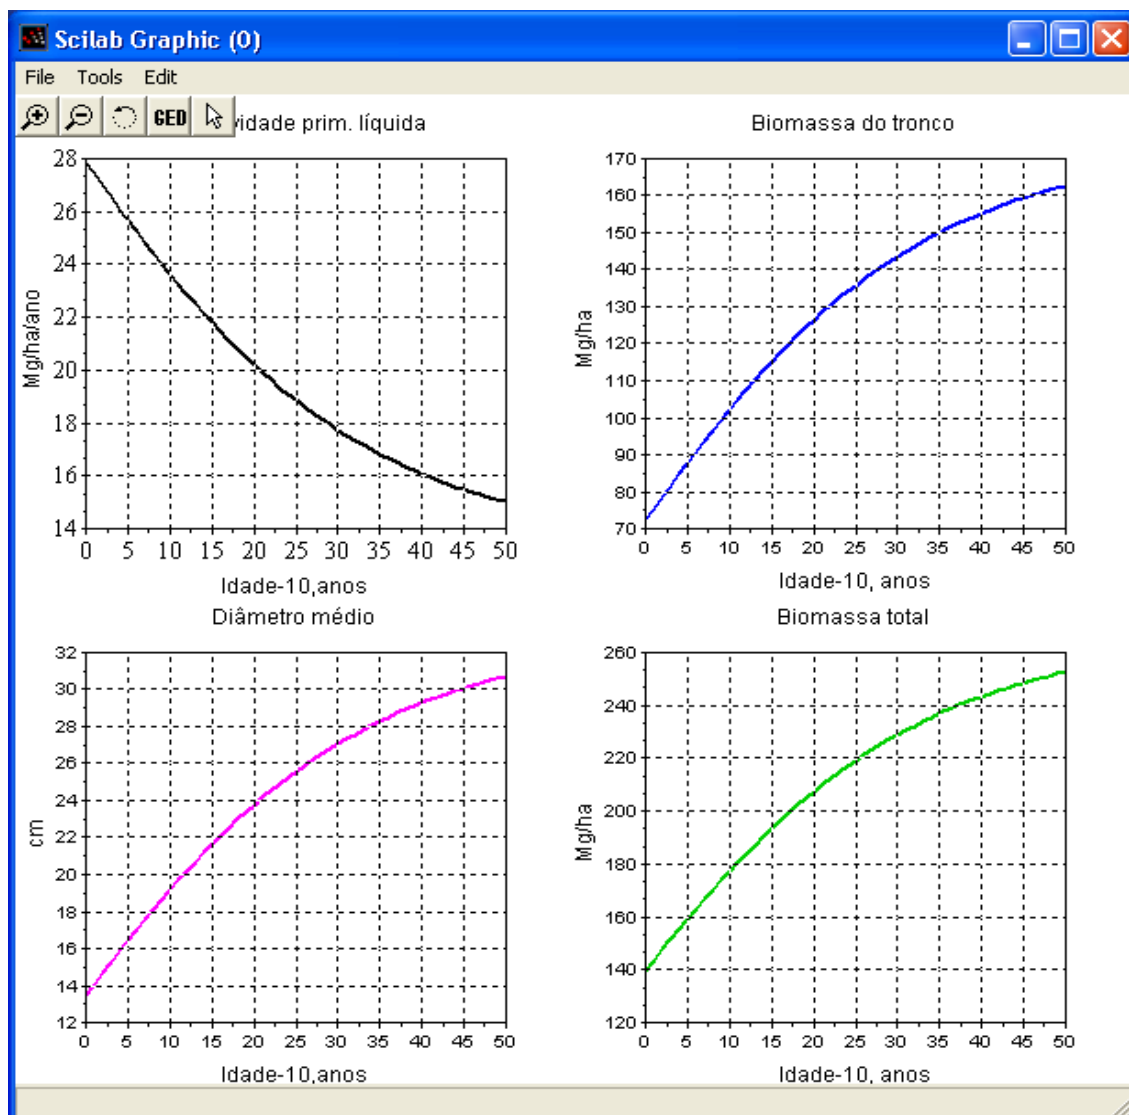 Scilab Graphic (0)
File Tools Edit
GED
vidade prim. líquida
28
26
24
22
20
18
16
14
Mg/ha/ano
0 5 10 15 20 25 30 35 40 45 50
Idade-10,anos
Biomassa do tronco
170
160
150
140
130
120
110
100
90
80
70
Mg/ha
0 5 10 15 20 25 30 35 40 45 50
Idade-10, anos
Diâmetro médio
32
30
28
26
24
22
20
18
16
14
12
cm
0 5 10 15 20 25 30 35 40 45 50
Idade-10,anos
Biomassa total
260
240
220
200
180
160
140
120
Mg/ha
0 5 10 15 20 25 30 35 40 45 50
Idade-10, anos